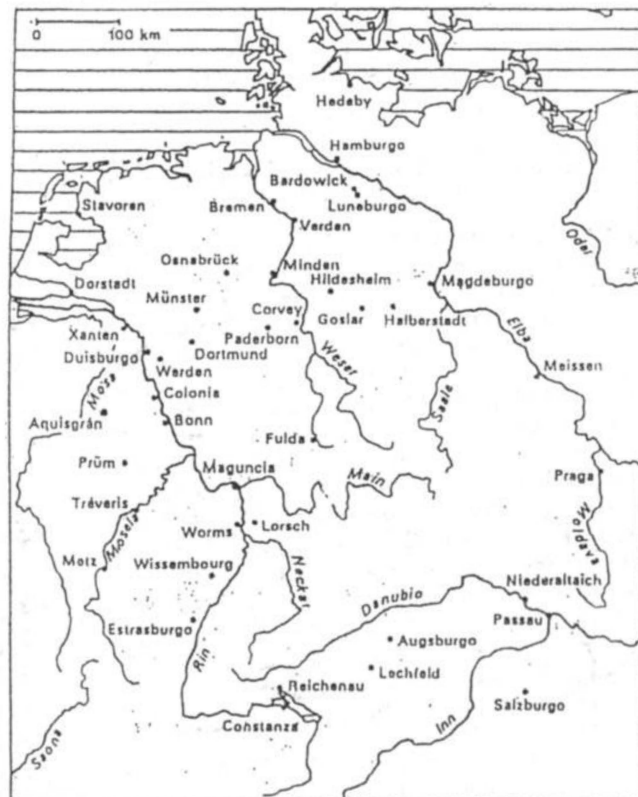 0 100 km
Hedeby
Hamburgo
Bardowick
Luneburgo
Stavoren
Bremen
Verden
Oder
Osnabrück
Minden
Hildesheim
Magdeburgo
Dorstadt
Münster
Corvey
Goslar
Halberstadt
Elba
Xanten
Paderborn
Duisburgo
Dortmund
Weser
Werden
Meissen
Mosa
Colonia
Saale
Aquisgrán
Bonn
Fulda
Prüm
Maguncia
Main
Praga
Tréveris
Mosela
Worms
Lorsch
Moldava
Metz
Wissembourg
Neckar
Niederaltaich
Danubio
Passau
Estrasburgo
Augsburgo
Rin
Lechfeld
Reichenau
Salzburgo
Constanza
Inn
Saona